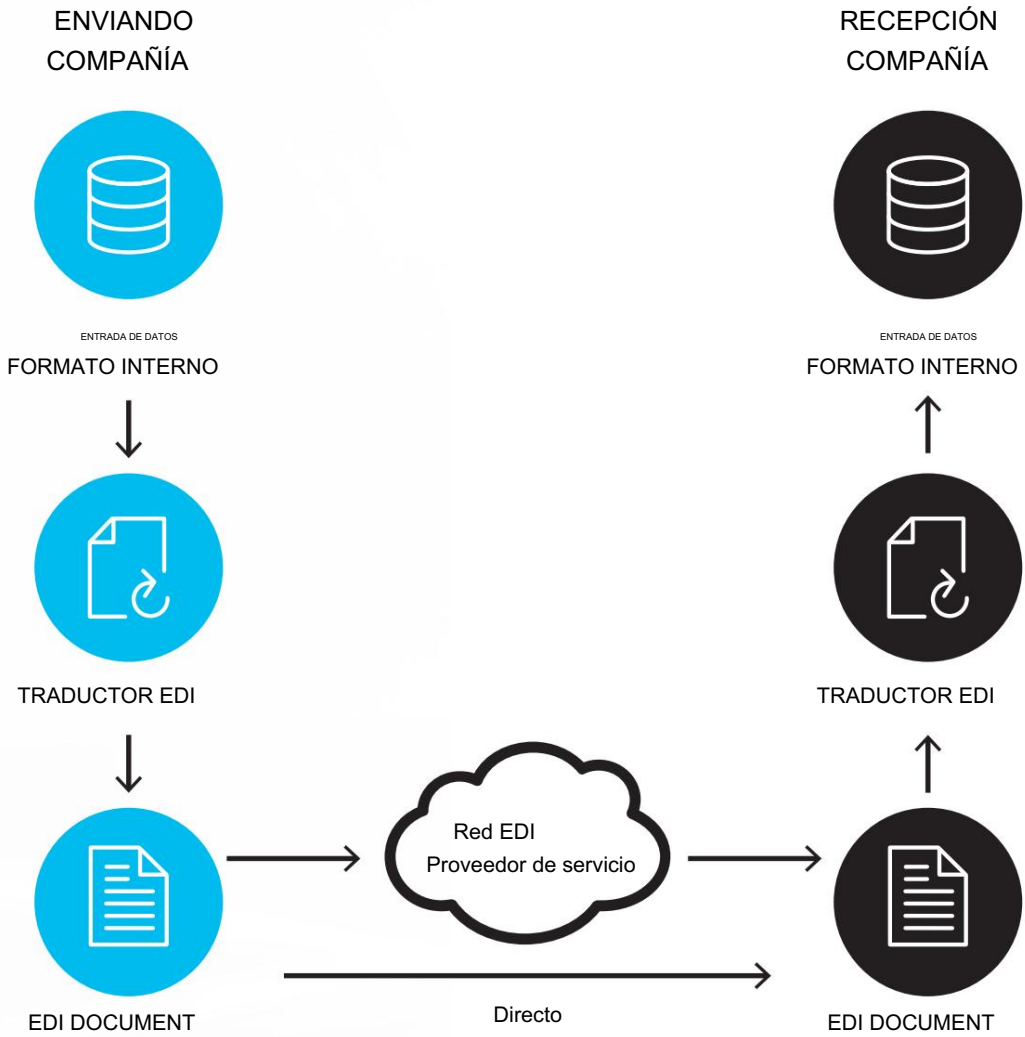 ENVIANDO
COMPAÑÍA
RECEPCIÓN
COMPAÑÍA
ENTRADA DE DATOS
FORMATO INTERNO
ENTRADA DE DATOS
FORMATO INTERNO
TRADUCTOR EDI
TRADUCTOR EDI
Red EDI
Proveedor de servicio
Directo
EDI DOCUMENT
EDI DOCUMENT